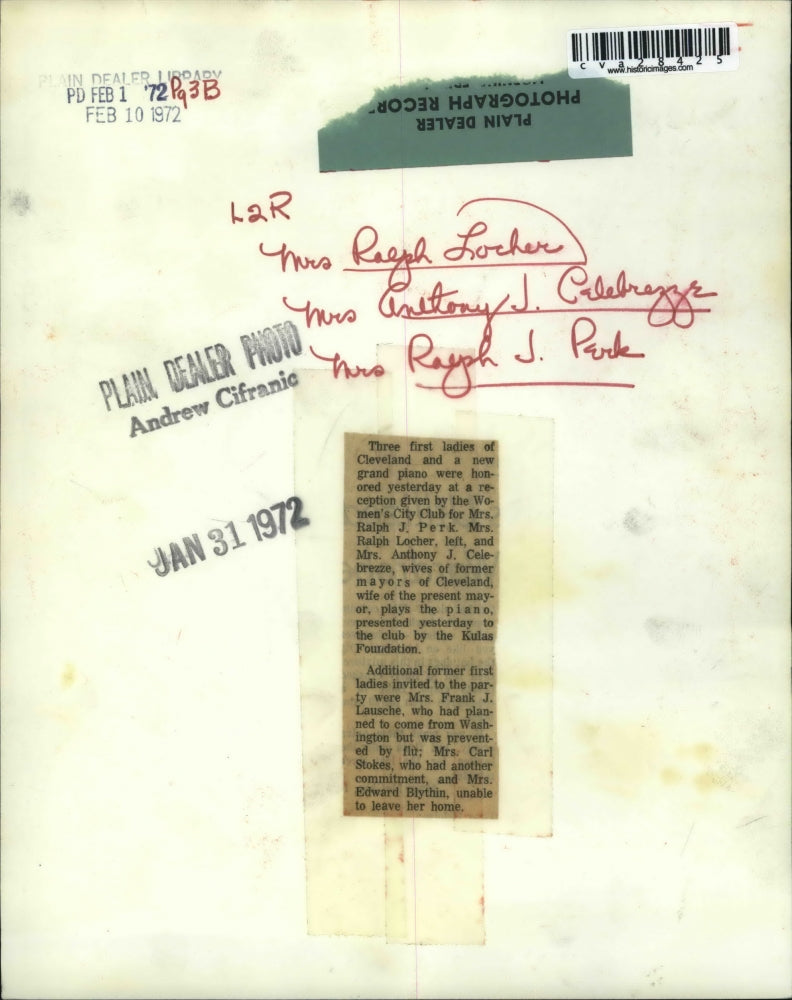 cva28425
www.historicimages.com
PLAIN DEALER LIBRARY
PD FEB 1 '72 Pg 3B
FEB 10 1972
PLAIN DEALER
PHOTOGRAPH RECOR
L2R
Mrs Ralph Locher
Mrs Anthony J. Celebrezze
Mrs Ralph J. Perk
PLAIN DEALER PHOTO
Andrew Cifranic
JAN 31 1972
Three first ladies of
Cleveland and a new
grand piano were hon-
ored yesterday at a re-
ception given by the Wo-
men's City Club for Mrs.
Ralph J. Perk. Mrs.
Ralph Locher, left, and
Mrs. Anthony J. Cele-
brezze, wives of former
mayors of Cleveland,
wife of the present may-
or, plays the piano,
presented yesterday to
the club by the Kulas
Foundation.
Additional former first
ladies invited to the par-
ty were Mrs. Frank J.
Lausche, who had plan-
ned to come from Wash-
ington but was prevent-
ed by flu; Mrs. Carl
Stokes, who had another
commitment, and Mrs.
Edward Blythin, unable
to leave her home.